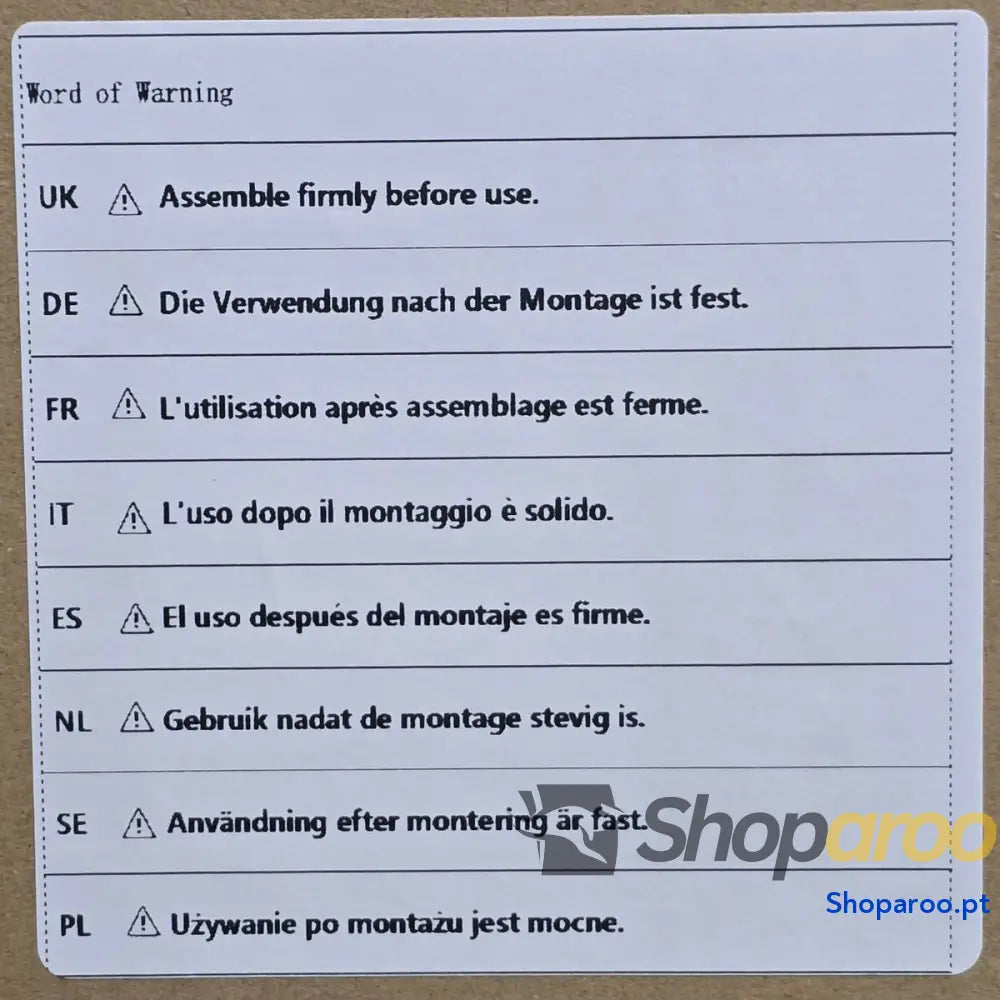 Word of Warning
UK ⚠ Assemble firmly before use.
DE ⚠ Die Verwendung nach der Montage ist fest.
FR ⚠ L'utilisation après assemblage est ferme.
IT ⚠ L'uso dopo il montaggio è solido.
ES ⚠ El uso después del montaje es firme.
NL ⚠ Gebruik nadat de montage stevig is.
SE ⚠ Användning efter montering är fast.
Shoparoo
Shoparoo.pt
PL ⚠ Używanie po montażu jest mocne.